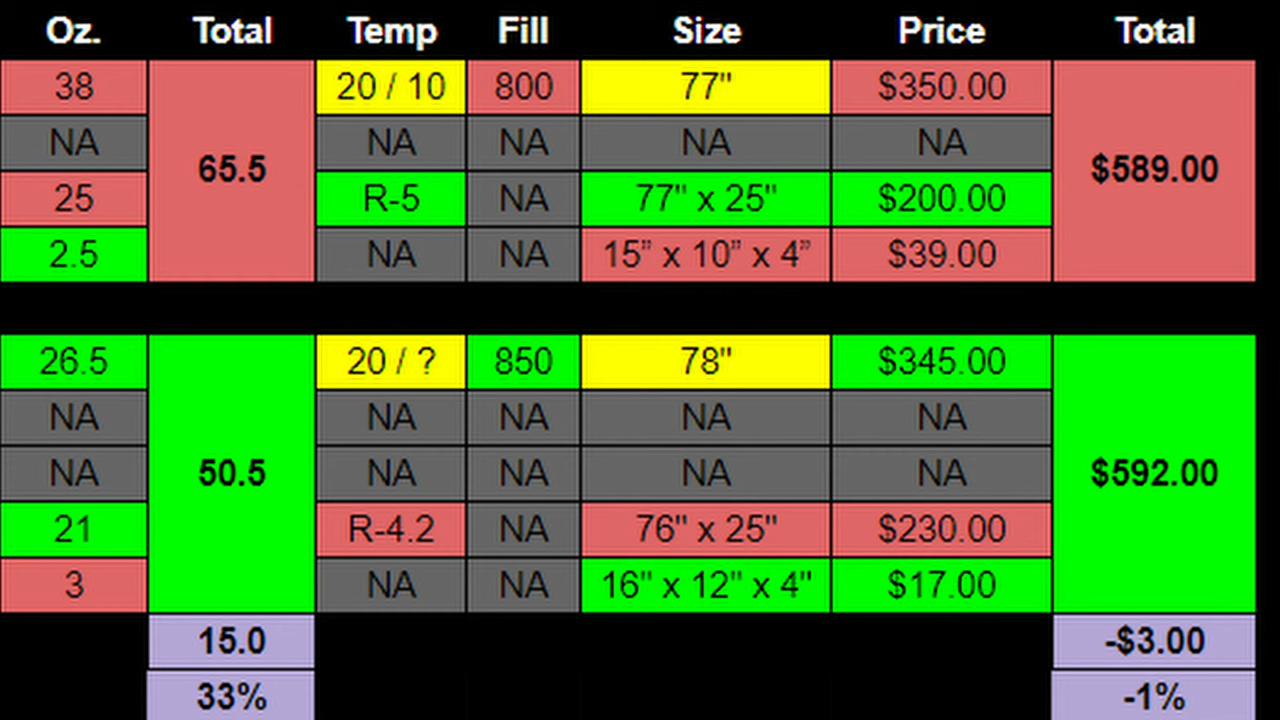 Oz. Total Temp Fill Size Price Total
38 20 / 10 800 77" $350.00
NA NA NA NA NA
65.5 $589.00
25 R-5 NA 77" x 25" $200.00
2.5 NA NA 15” x 10” x 4” $39.00
26.5 20 / ? 850 78" $345.00
NA NA NA NA NA
NA 50.5 NA NA NA NA $592.00
21 R-4.2 NA 76" x 25" $230.00
3 NA NA 16" x 12" x 4" $17.00
15.0 -$3.00
33% -1%